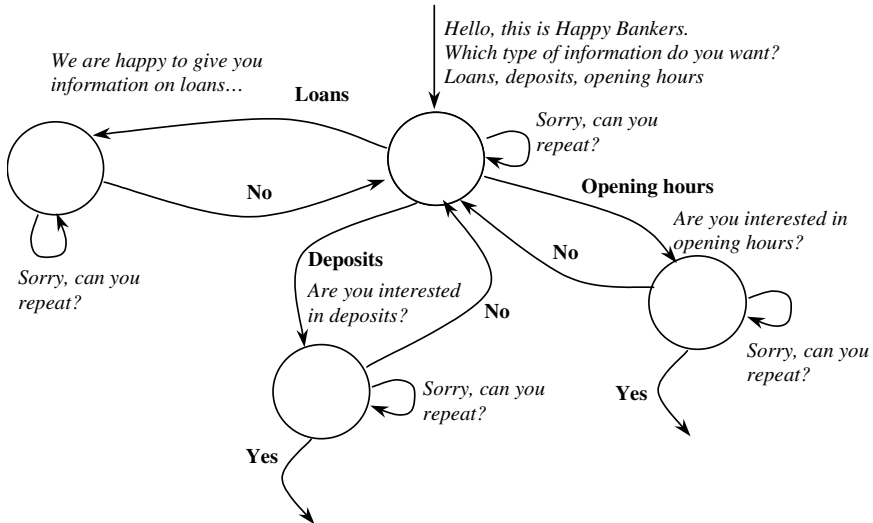 Hello, this is Happy Bankers.
Which type of information do you want?
Loans, deposits, opening hours
We are happy to give you
information on loans…
Loans
Sorry, can you
repeat?
No
Opening hours
Are you interested in
opening hours?
Sorry, can you
repeat?
Deposits
Are you interested
in deposits?
No
No
Sorry, can you
repeat?
Sorry, can you
repeat?
Yes
Yes